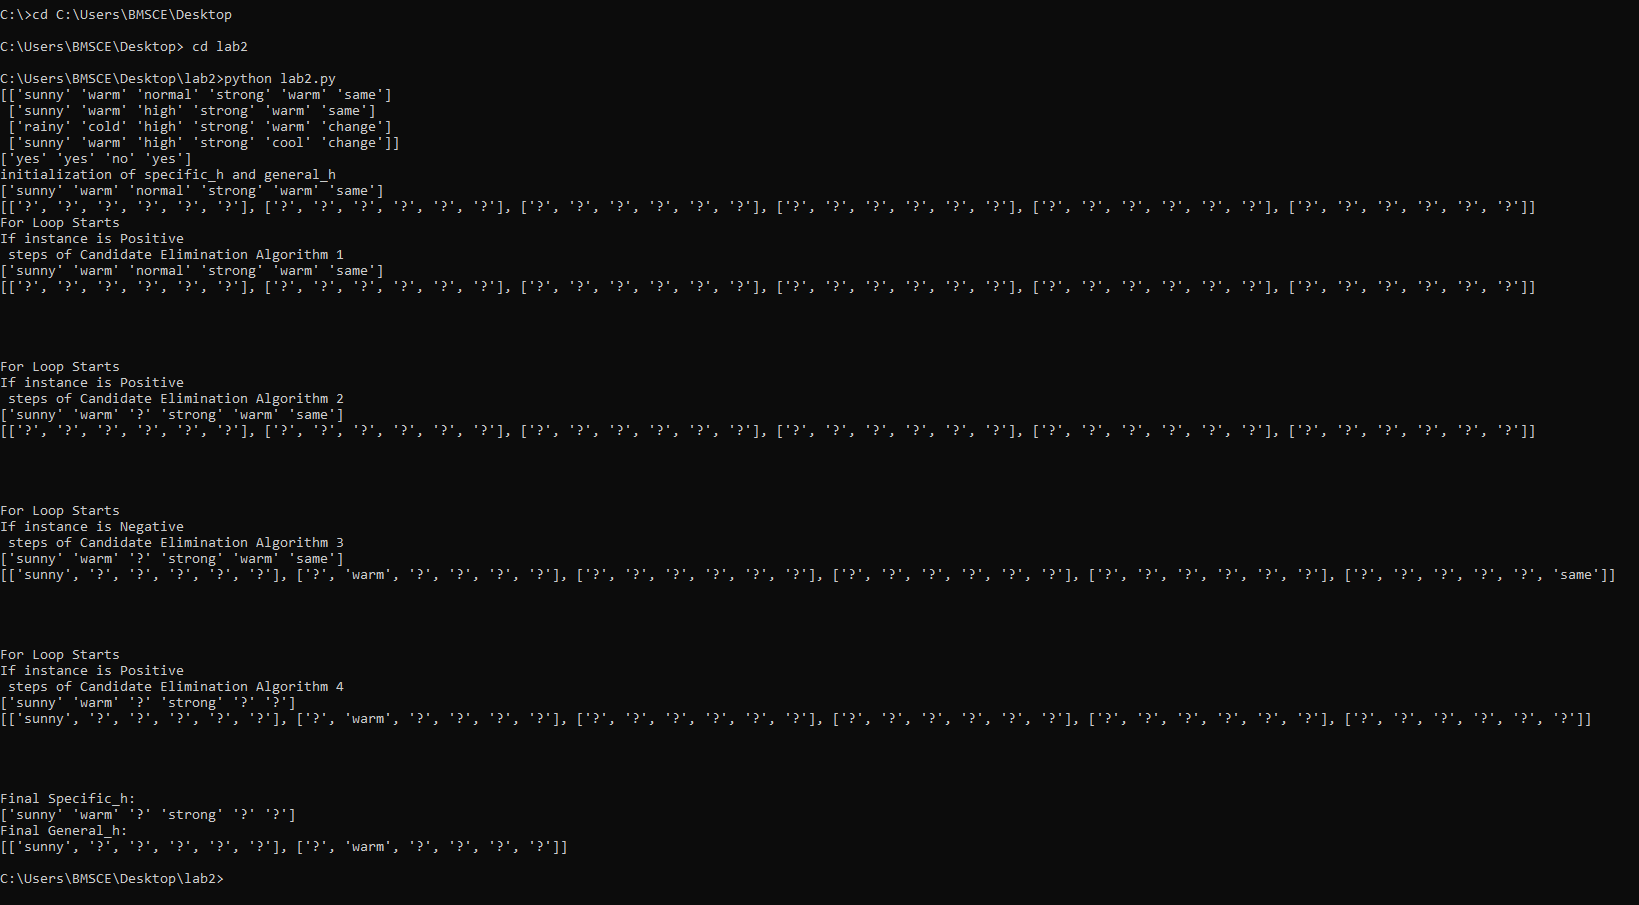 C:\>cd C:\Users\BMSCE\Desktop
C:\Users\BMSCE\Desktop> cd lab2
C:\Users\BMSCE\Desktop\lab2>python lab2.py
[['sunny' 'warm' 'normal' 'strong' 'warm' 'same']
 ['sunny' 'warm' 'high' 'strong' 'warm' 'same']
 ['rainy' 'cold' 'high' 'strong' 'warm' 'change']
 ['sunny' 'warm' 'high' 'strong' 'cool' 'change']]
['yes' 'yes' 'no' 'yes']
initialization of specific_h and general_h
['sunny' 'warm' 'normal' 'strong' 'warm' 'same']
[['?', '?', '?', '?', '?', '?'], ['?', '?', '?', '?', '?', '?'], ['?', '?', '?', '?', '?', '?'], ['?', '?', '?', '?', '?', '?'], ['?', '?', '?', '?', '?', '?'], ['?', '?', '?', '?', '?', '?']]
For Loop Starts
If instance is Positive
 steps of Candidate Elimination Algorithm 1
['sunny' 'warm' 'normal' 'strong' 'warm' 'same']
[['?', '?', '?', '?', '?', '?'], ['?', '?', '?', '?', '?', '?'], ['?', '?', '?', '?', '?', '?'], ['?', '?', '?', '?', '?', '?'], ['?', '?', '?', '?', '?', '?'], ['?', '?', '?', '?', '?', '?']]
For Loop Starts
If instance is Positive
 steps of Candidate Elimination Algorithm 2
['sunny' 'warm' '?' 'strong' 'warm' 'same']
[['?', '?', '?', '?', '?', '?'], ['?', '?', '?', '?', '?', '?'], ['?', '?', '?', '?', '?', '?'], ['?', '?', '?', '?', '?', '?'], ['?', '?', '?', '?', '?', '?'], ['?', '?', '?', '?', '?', '?']]
For Loop Starts
If instance is Negative
 steps of Candidate Elimination Algorithm 3
['sunny' 'warm' '?' 'strong' 'warm' 'same']
[['sunny', '?', '?', '?', '?', '?'], ['?', 'warm', '?', '?', '?', '?'], ['?', '?', '?', '?', '?', '?'], ['?', '?', '?', '?', '?', '?'], ['?', '?', '?', '?', '?', '?'], ['?', '?', '?', '?', '?', 'same']]
For Loop Starts
If instance is Positive
 steps of Candidate Elimination Algorithm 4
['sunny' 'warm' '?' 'strong' '?' '?']
[['sunny', '?', '?', '?', '?', '?'], ['?', 'warm', '?', '?', '?', '?'], ['?', '?', '?', '?', '?', '?'], ['?', '?', '?', '?', '?', '?'], ['?', '?', '?', '?', '?', '?'], ['?', '?', '?', '?', '?', '?']]
Final Specific_h:
['sunny' 'warm' '?' 'strong' '?' '?']
Final General_h:
[['sunny', '?', '?', '?', '?', '?'], ['?', 'warm', '?', '?', '?', '?']]
C:\Users\BMSCE\Desktop\lab2>